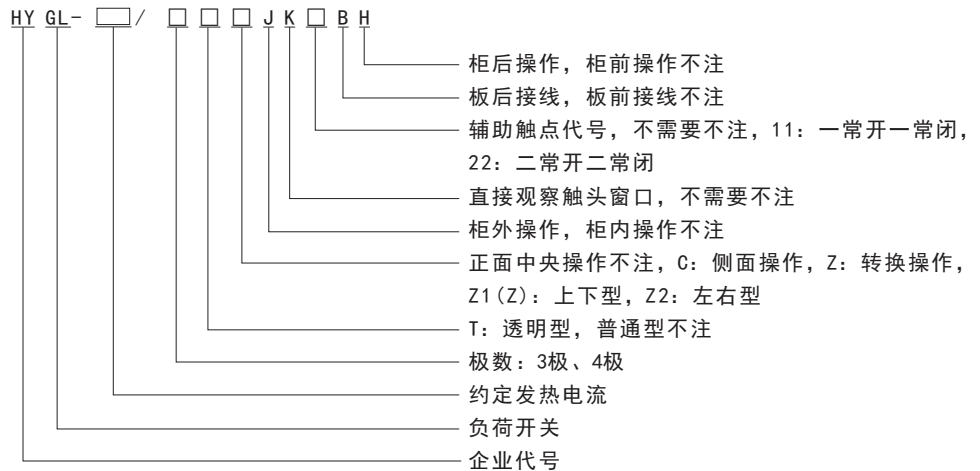 HY GL- □/ □ □ □ J K □ B H
柜后操作，柜前操作不注
板后接线，板前接线不注
辅助触点代号，不需要不注，11：一常开一常闭，
22：二常开二常闭
直接观察触头窗口，不需要不注
柜外操作，柜内操作不注
正面中央操作不注，C：侧面操作，Z：转换操作，
Z1(Z)：上下型，Z2：左右型
T：透明型，普通型不注
极数：3极、4极
约定发热电流
负荷开关
企业代号